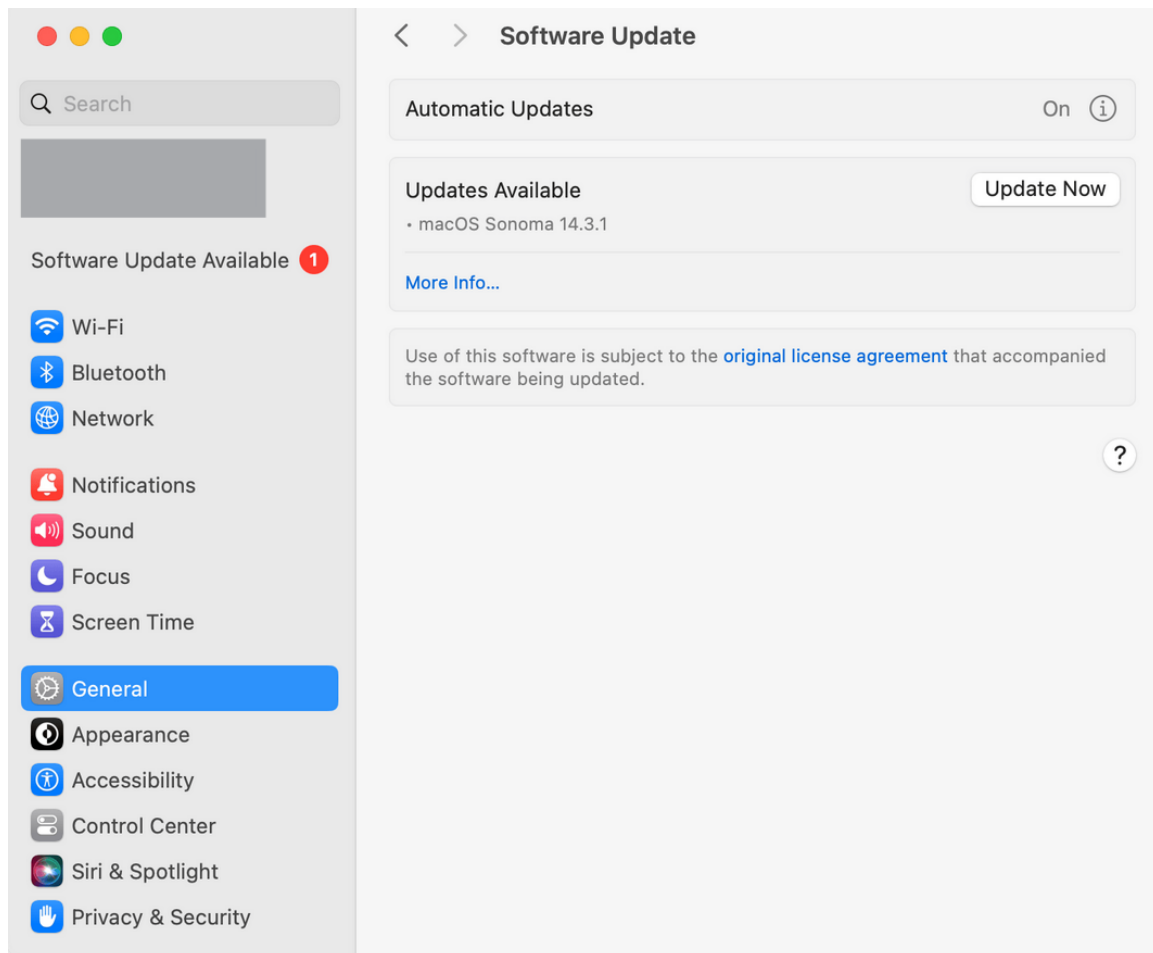 Search
Software Update Available 1
Wi-Fi
Bluetooth
Network
Notifications
Sound
Focus
Screen Time
General
Appearance
Accessibility
Control Center
Siri & Spotlight
Privacy & Security
Software Update
Automatic Updates On
Updates Available Update Now
• macOS Sonoma 14.3.1
More Info...
Use of this software is subject to the original license agreement that accompanied
the software being updated.
?